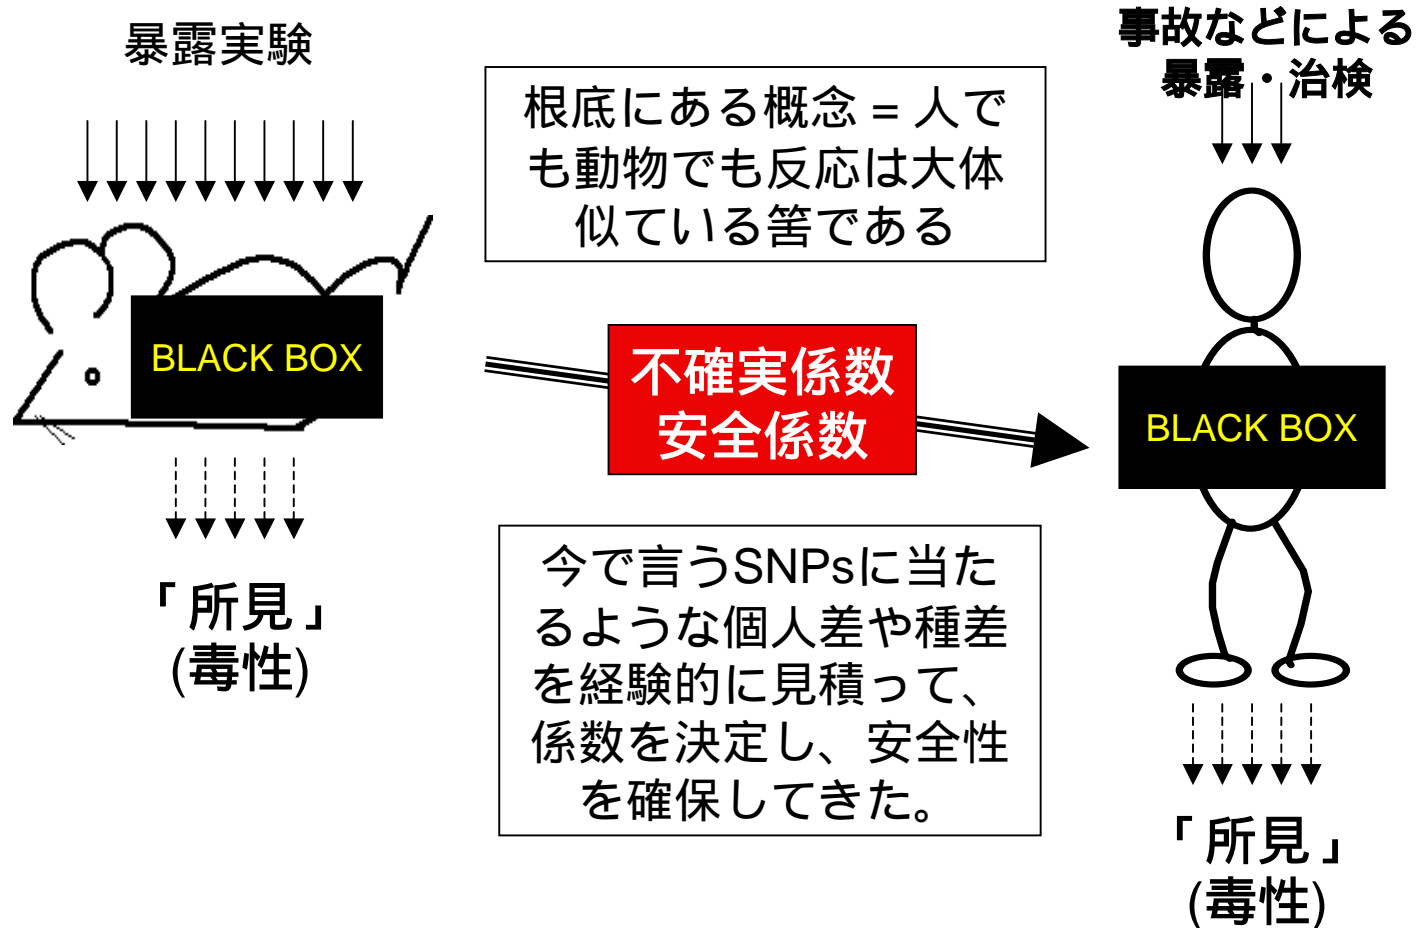 暴露実験
事故などによる
暴露・治検
根底にある概念 = 人で
も動物でも反応は大体
似ている筈である
BLACK BOX
不確実係数
安全係数
BLACK BOX
今で言うSNPsに当た
るような個人差や種差
を経験的に見積って、
係数を決定し、安全性
を確保してきた。
「所見」
(毒性)
「所見」
(毒性)